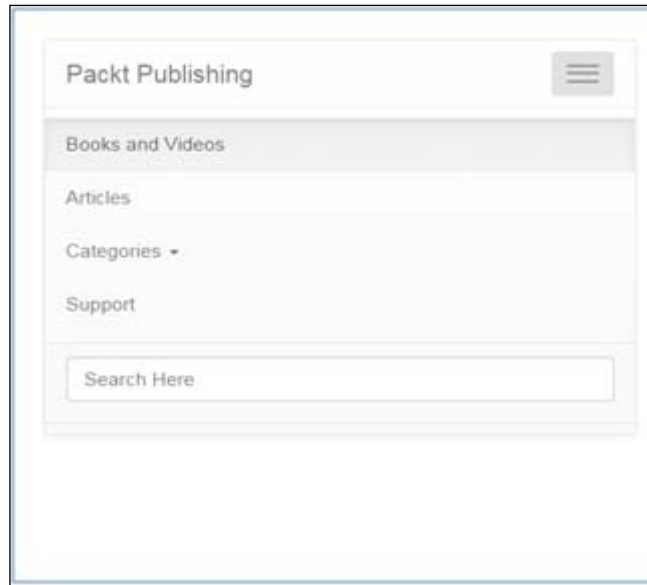 Packt Publishing
Books and Videos
Articles
Categories
Support
Search Here